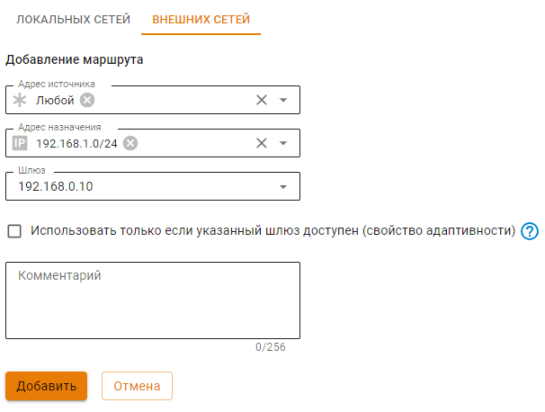 ЛОКАЛЬНЫХ СЕТЕЙ ВНЕШНИХ СЕТЕЙ
Добавление маршрута
Адрес источника
Любой
Адрес назначения
IP 192.168.1.0/24
Шлюз
192.168.0.10
Использовать только если указанный шлюз доступен (свойство адаптивности) ?
Комментарий
0/256
Добавить Отмена